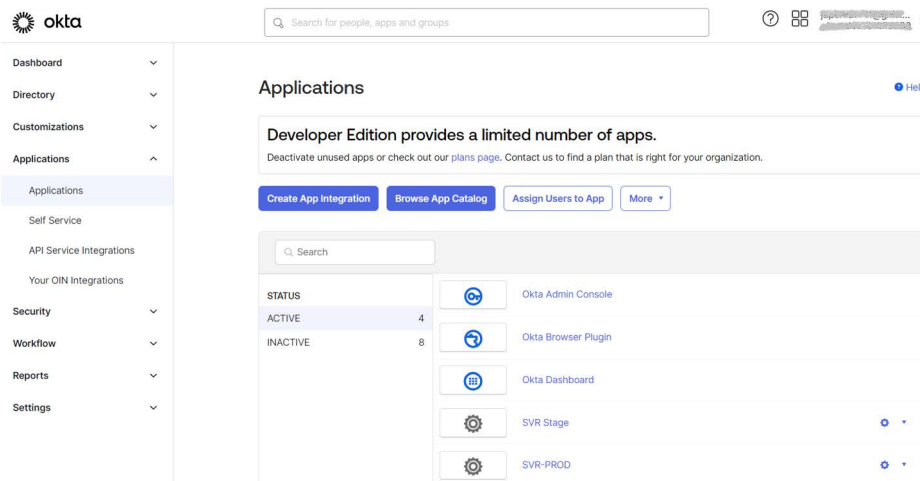 okta
Search for people, apps and groups
Dashboard
Directory
Customizations
Applications
Applications
Self Service
API Service Integrations
Your OIN Integrations
Security
Workflow
Reports
Settings
Applications
Hel
Developer Edition provides a limited number of apps.
Deactivate unused apps or check out our plans page. Contact us to find a plan that is right for your organization.
Create App Integration
Browse App Catalog
Assign Users to App
More
Search
STATUS
ACTIVE 4
INACTIVE 8
Okta Admin Console
Okta Browser Plugin
Okta Dashboard
SVR Stage
SVR-PROD